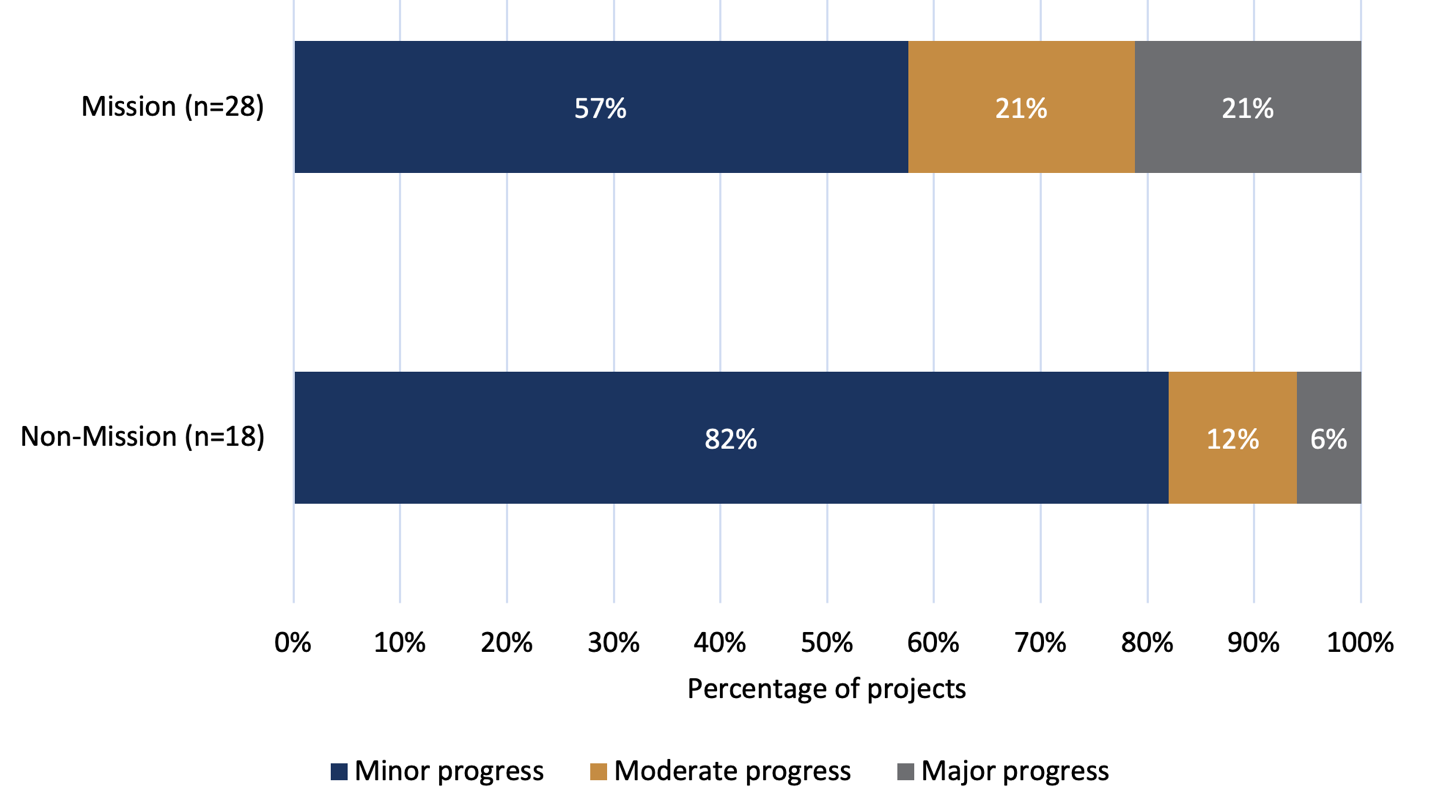 Mission (n=28)
57%
21%
21%
Non-Mission (n=18)
82%
12%
6%
0%
10%
20%
30%
40%
50%
60%
70%
80%
90%
100%
Percentage of projects
Minor progress
Moderate progress
Major progress